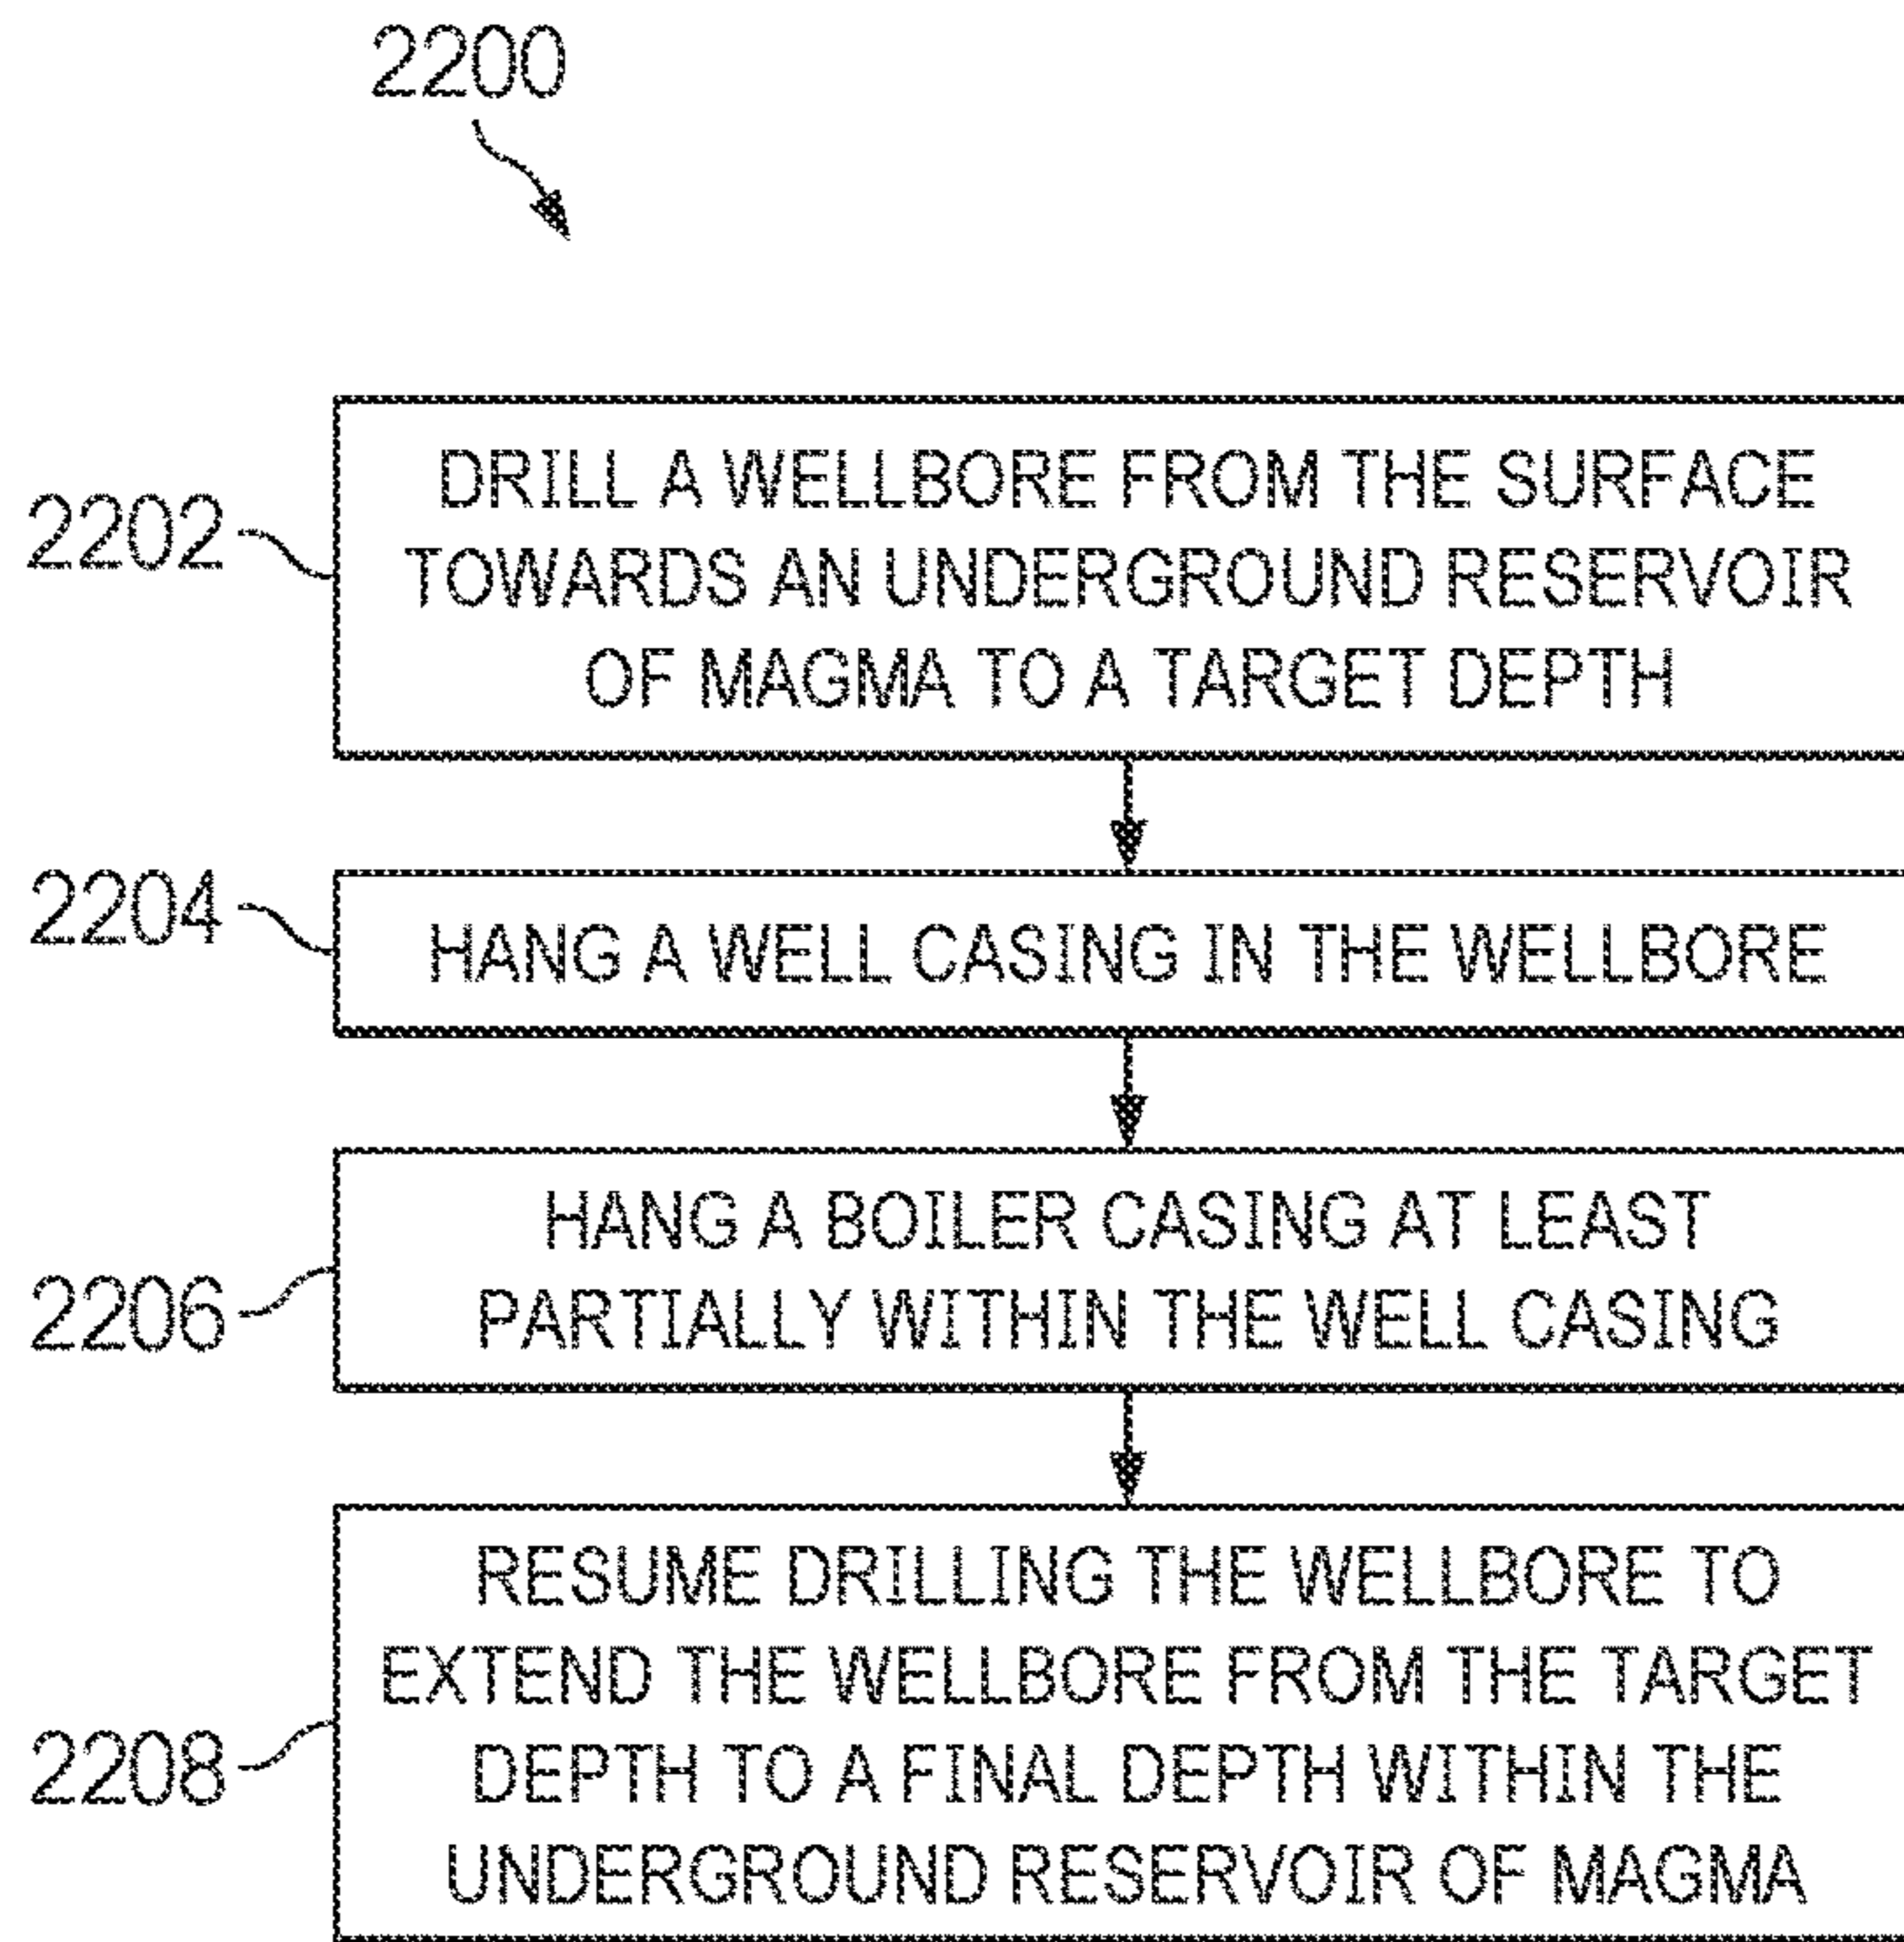 2200
2202
DRILL A WELLBORE FROM THE SURFACE
TOWARDS AN UNDERGROUND RESERVOIR
OF MAGMA TO A TARGET DEPTH
2204
HANG A WELL CASING IN THE WELLBORE
2206
HANG A BOILER CASING AT LEAST
PARTIALLY WITHIN THE WELL CASING
2208
RESUME DRILLING THE WELLBORE TO
EXTEND THE WELLBORE FROM THE TARGET
DEPTH TO A FINAL DEPTH WITHIN THE
UNDERGROUND RESERVOIR OF MAGMA